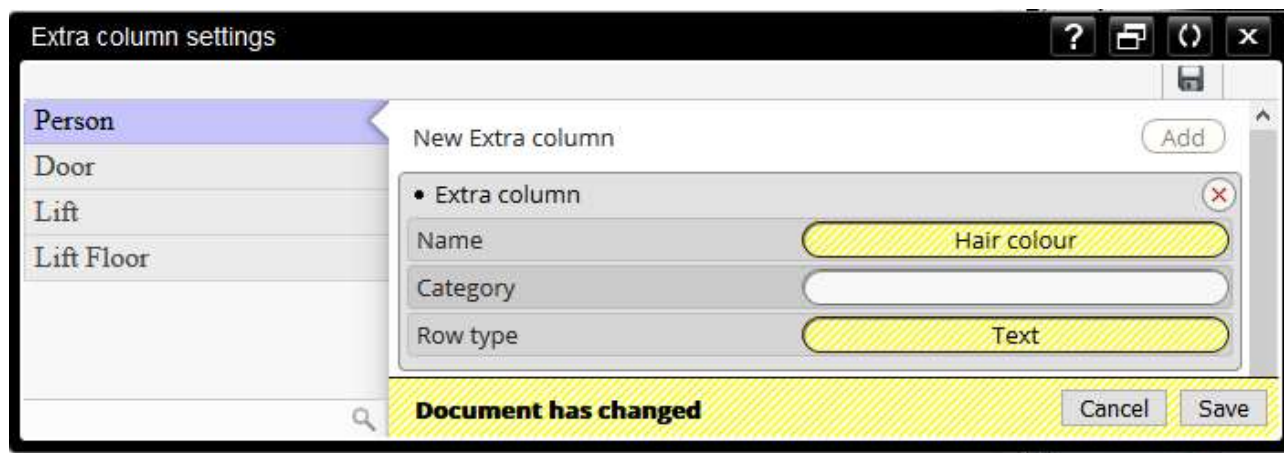 Extra column settings
?
Person
Door
Lift
Lift Floor
New Extra column
Add
• Extra column
Name
Hair colour
Category
Row type
Text
Document has changed
Cancel
Save